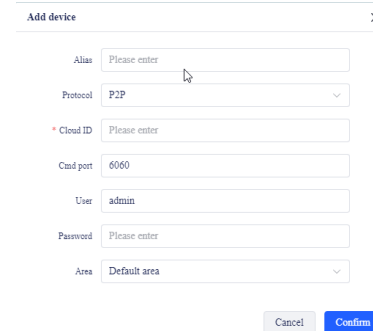 Add device
Alias Please enter
Protocol P2P
* Cloud ID Please enter
Cmd port 6060
User admin
Password Please enter
Area Default area
Cancel Confirm